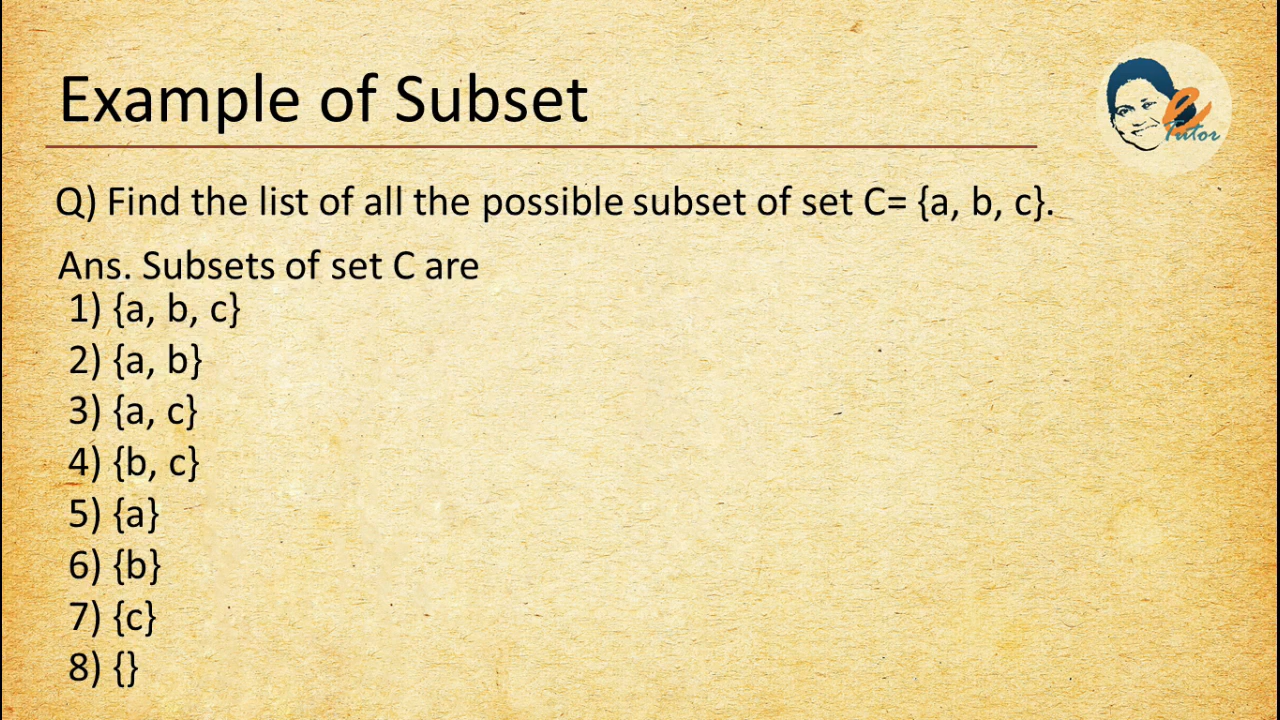 Example of Subset
e
Tutor
Q) Find the list of all the possible subset of set C= {a, b, c}.
Ans. Subsets of set C are
1) {a, b, c}
2) {a, b}
3) {a, c}
4) {b, c}
5) {a}
6) {b}
7) {c}
8) {}